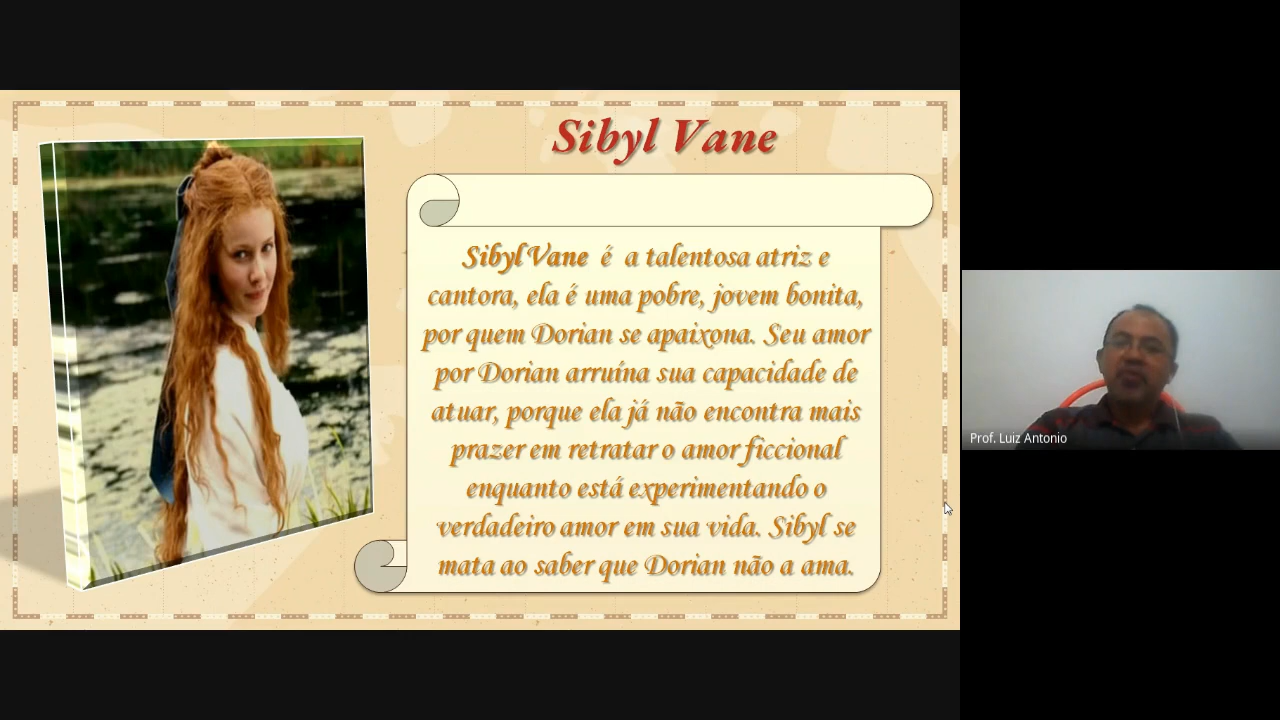 Sibyl Vane
Sibyl Vane é a talentosa atriz e
cantora, ela é uma pobre, jovem bonita,
por quem Dorian se apaixona. Seu amor
por Dorian arruína sua capacidade de
atuar, porque ela já não encontra mais
prazer em retratar o amor ficcional
enquanto está experimentando o
verdadeiro amor em sua vida. Sibyl se
mata ao saber que Dorian não a ama.
Prof. Luiz Antonio